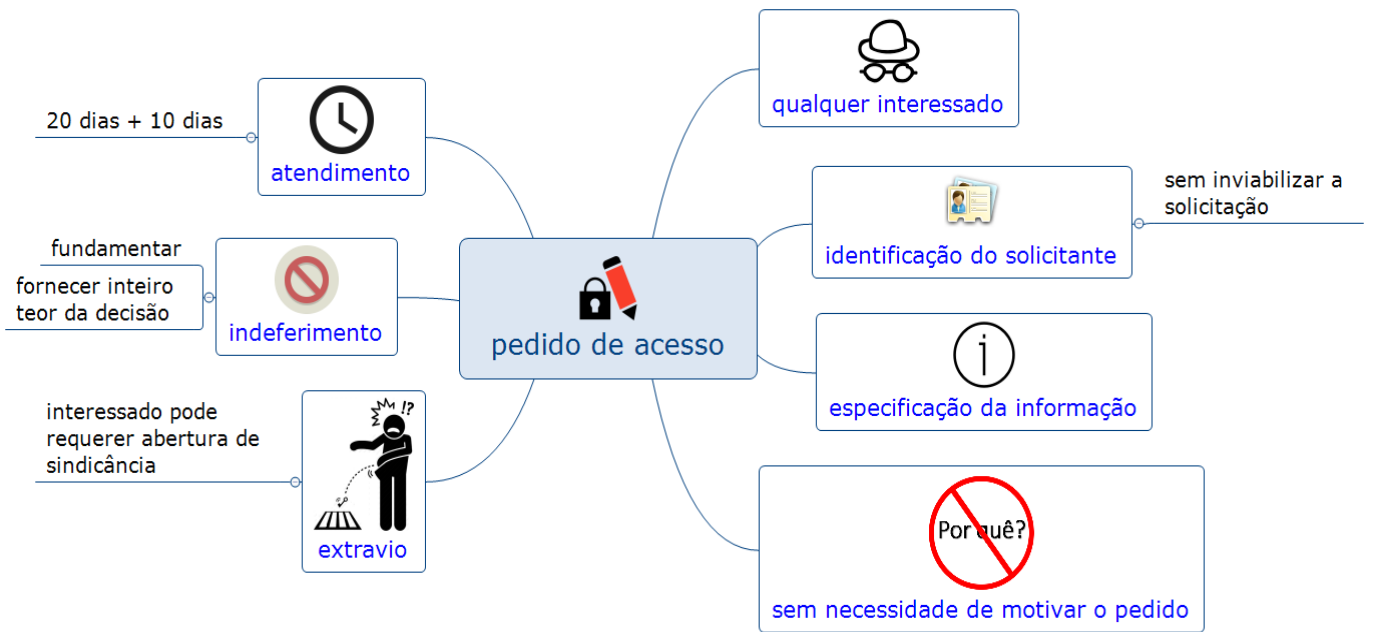 qualquer interessado
20 dias + 10 dias
atendimento
sem inviabilizar a
solicitação
identificação do solicitante
fundamentar
fornecer inteiro
teor da decisão
indeferimento
pedido de acesso
i
especificação da informação
interessado pode
requerer abertura de
sindicância
!?
extravio
Por quê?
sem necessidade de motivar o pedido